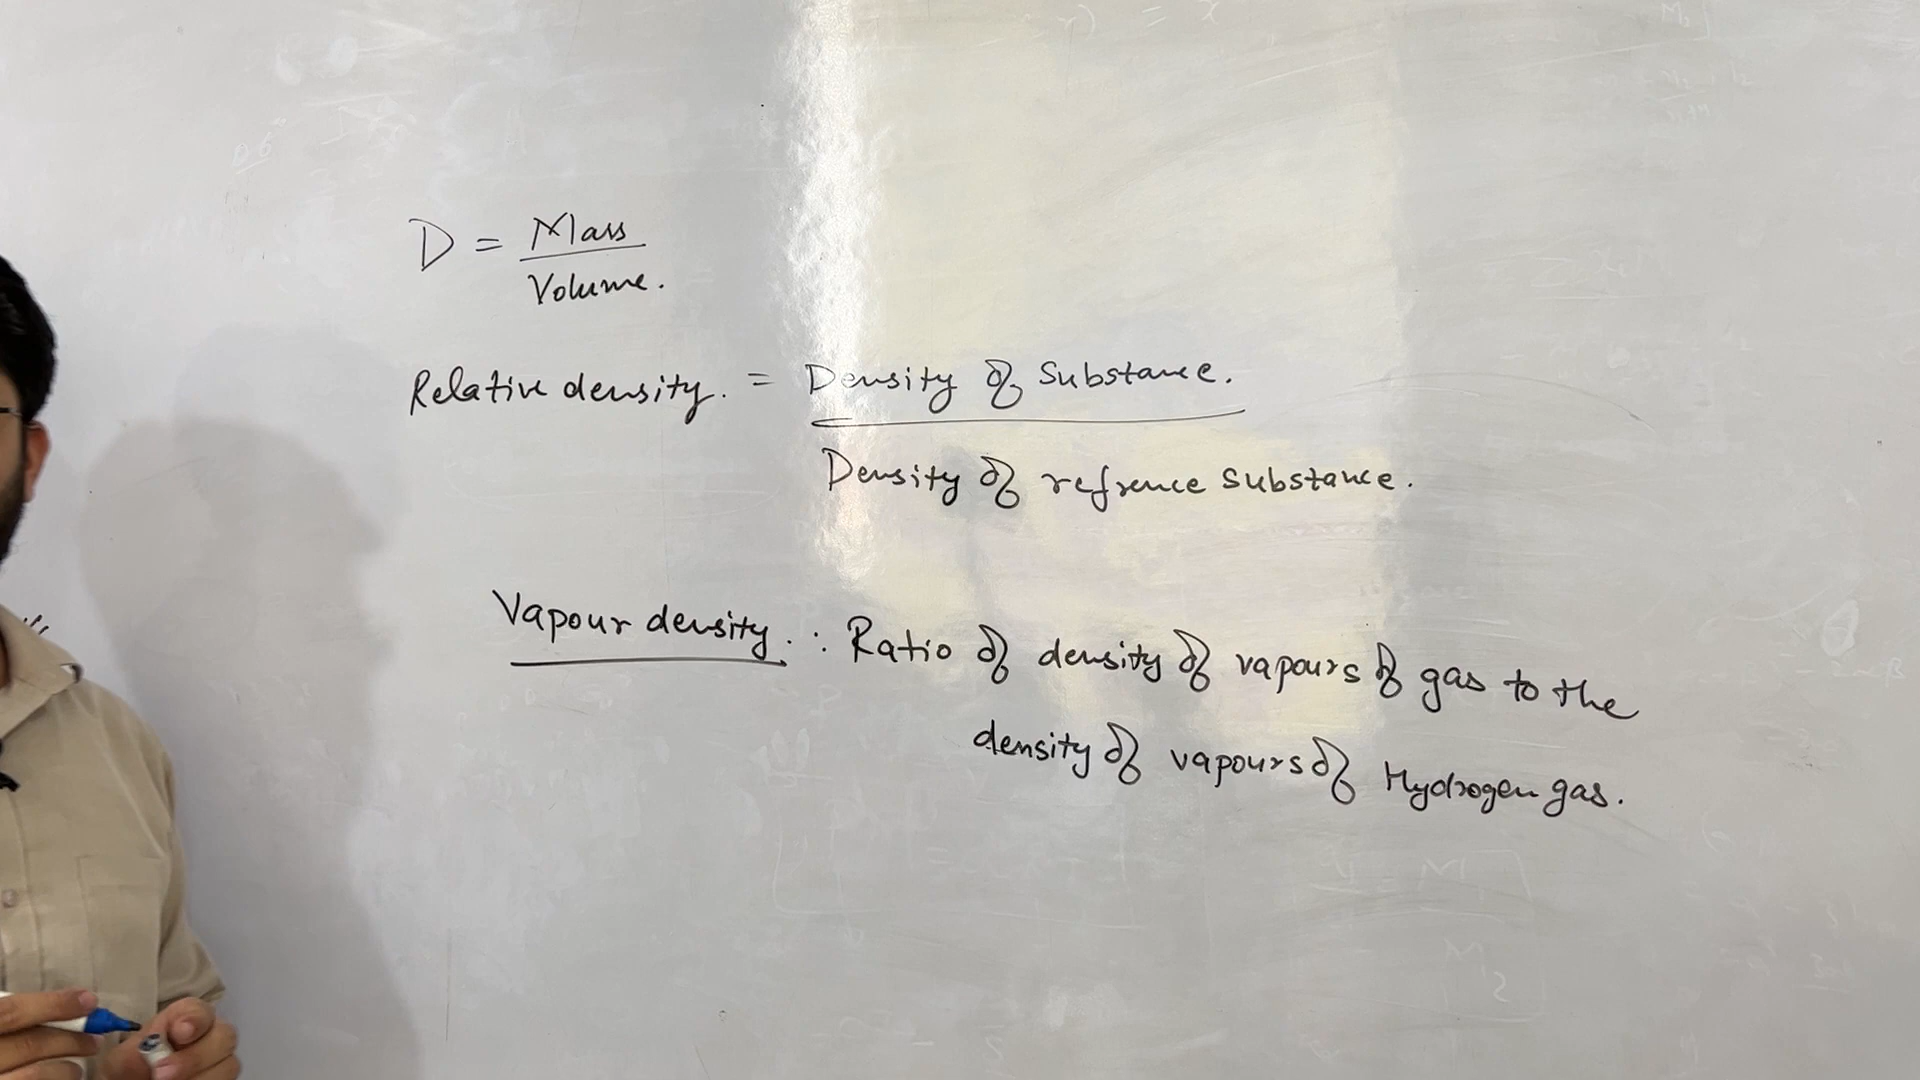 D = Mass
Volume.
Relative density. = Density of Substance.
Density of refrence substance.
Vapour density. : Ratio of density of vapours of gas to the
density of vapours of Hydrogen gas.